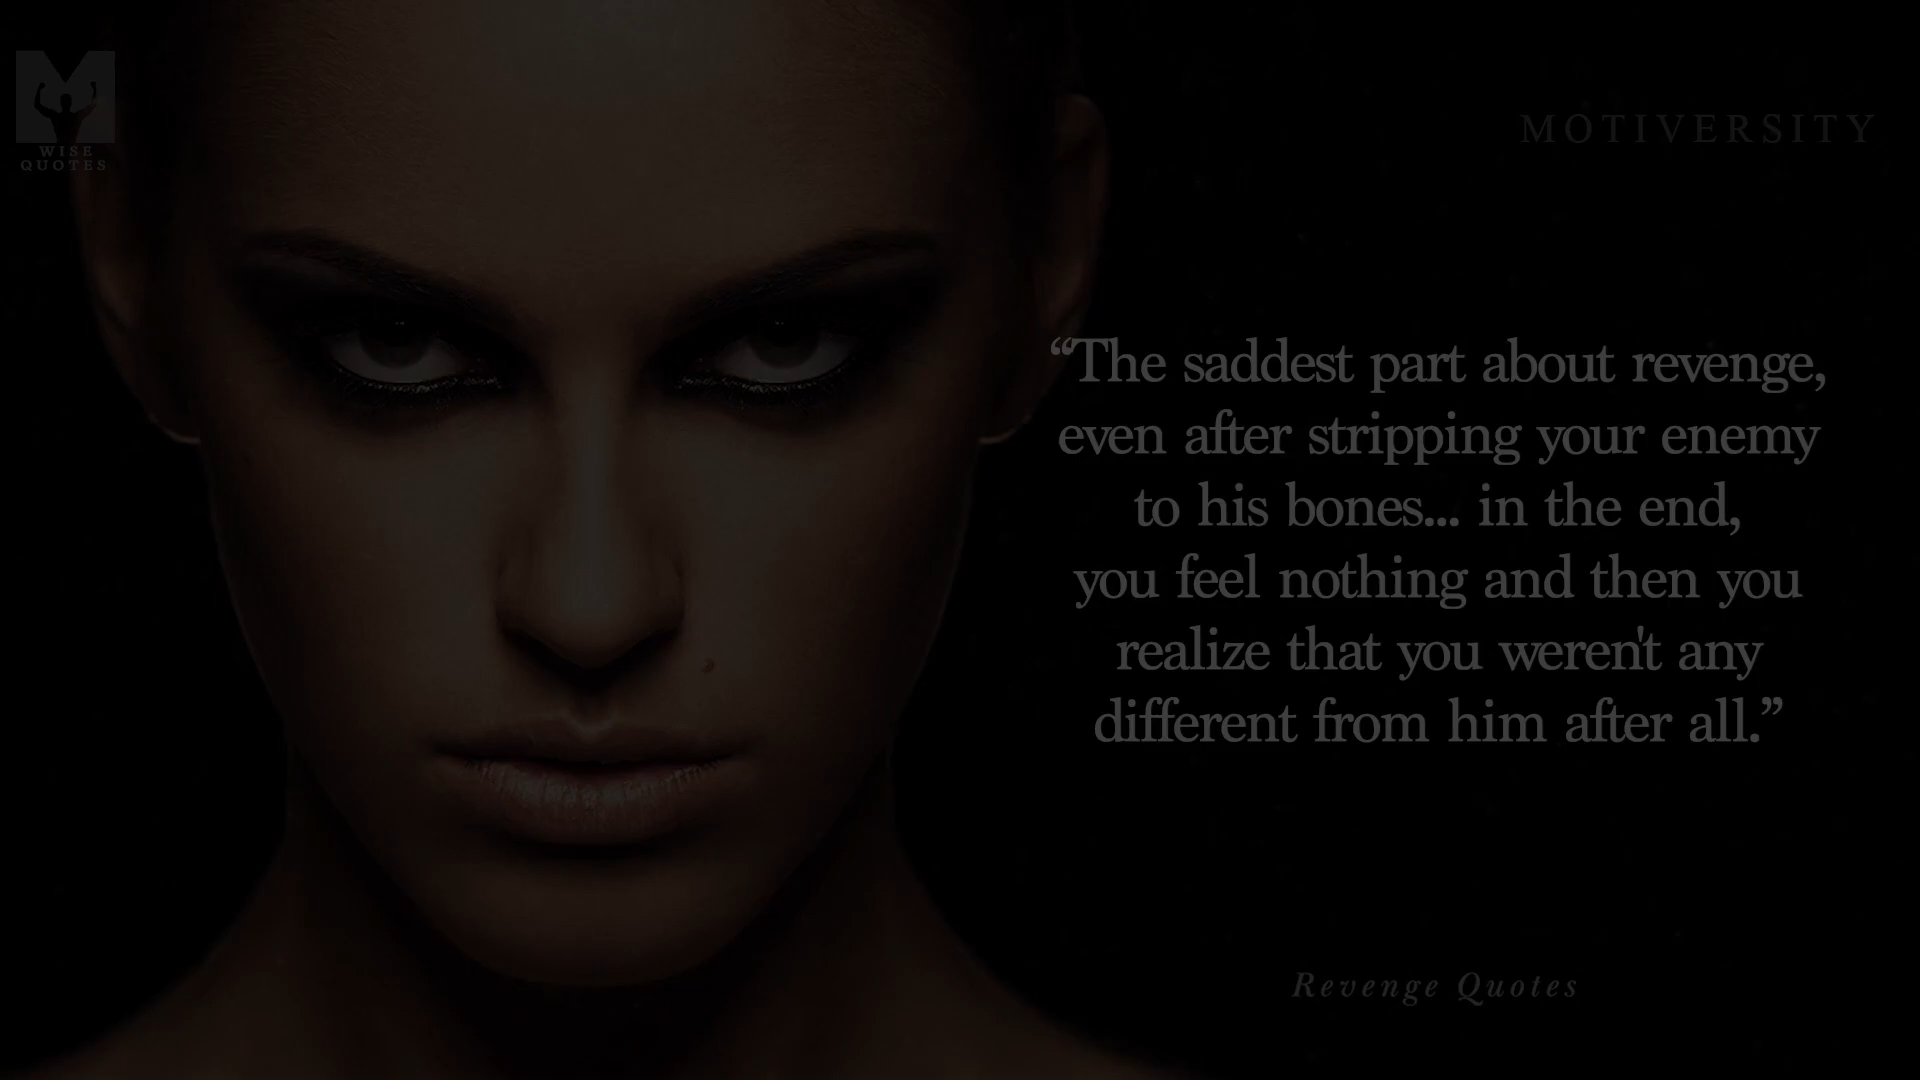 WISE
QUOTES
MOTIVERSITY
“The saddest part about revenge,
even after stripping your enemy
to his bones... in the end,
you feel nothing and then you
realize that you weren't any
different from him after all.”
Revenge Quotes